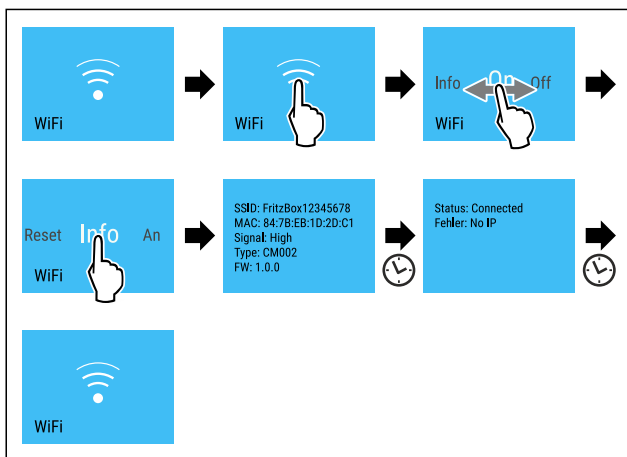 WiFi
WiFi
Info On Off
WiFi
Reset Info An
WiFi
SSID: FritzBox12345678
MAC: 84:7B:EB:1D:2D:C1
Signal: High
Type: CM002
FW: 1.0.0
Status: Connected
Fehler: No IP
WiFi